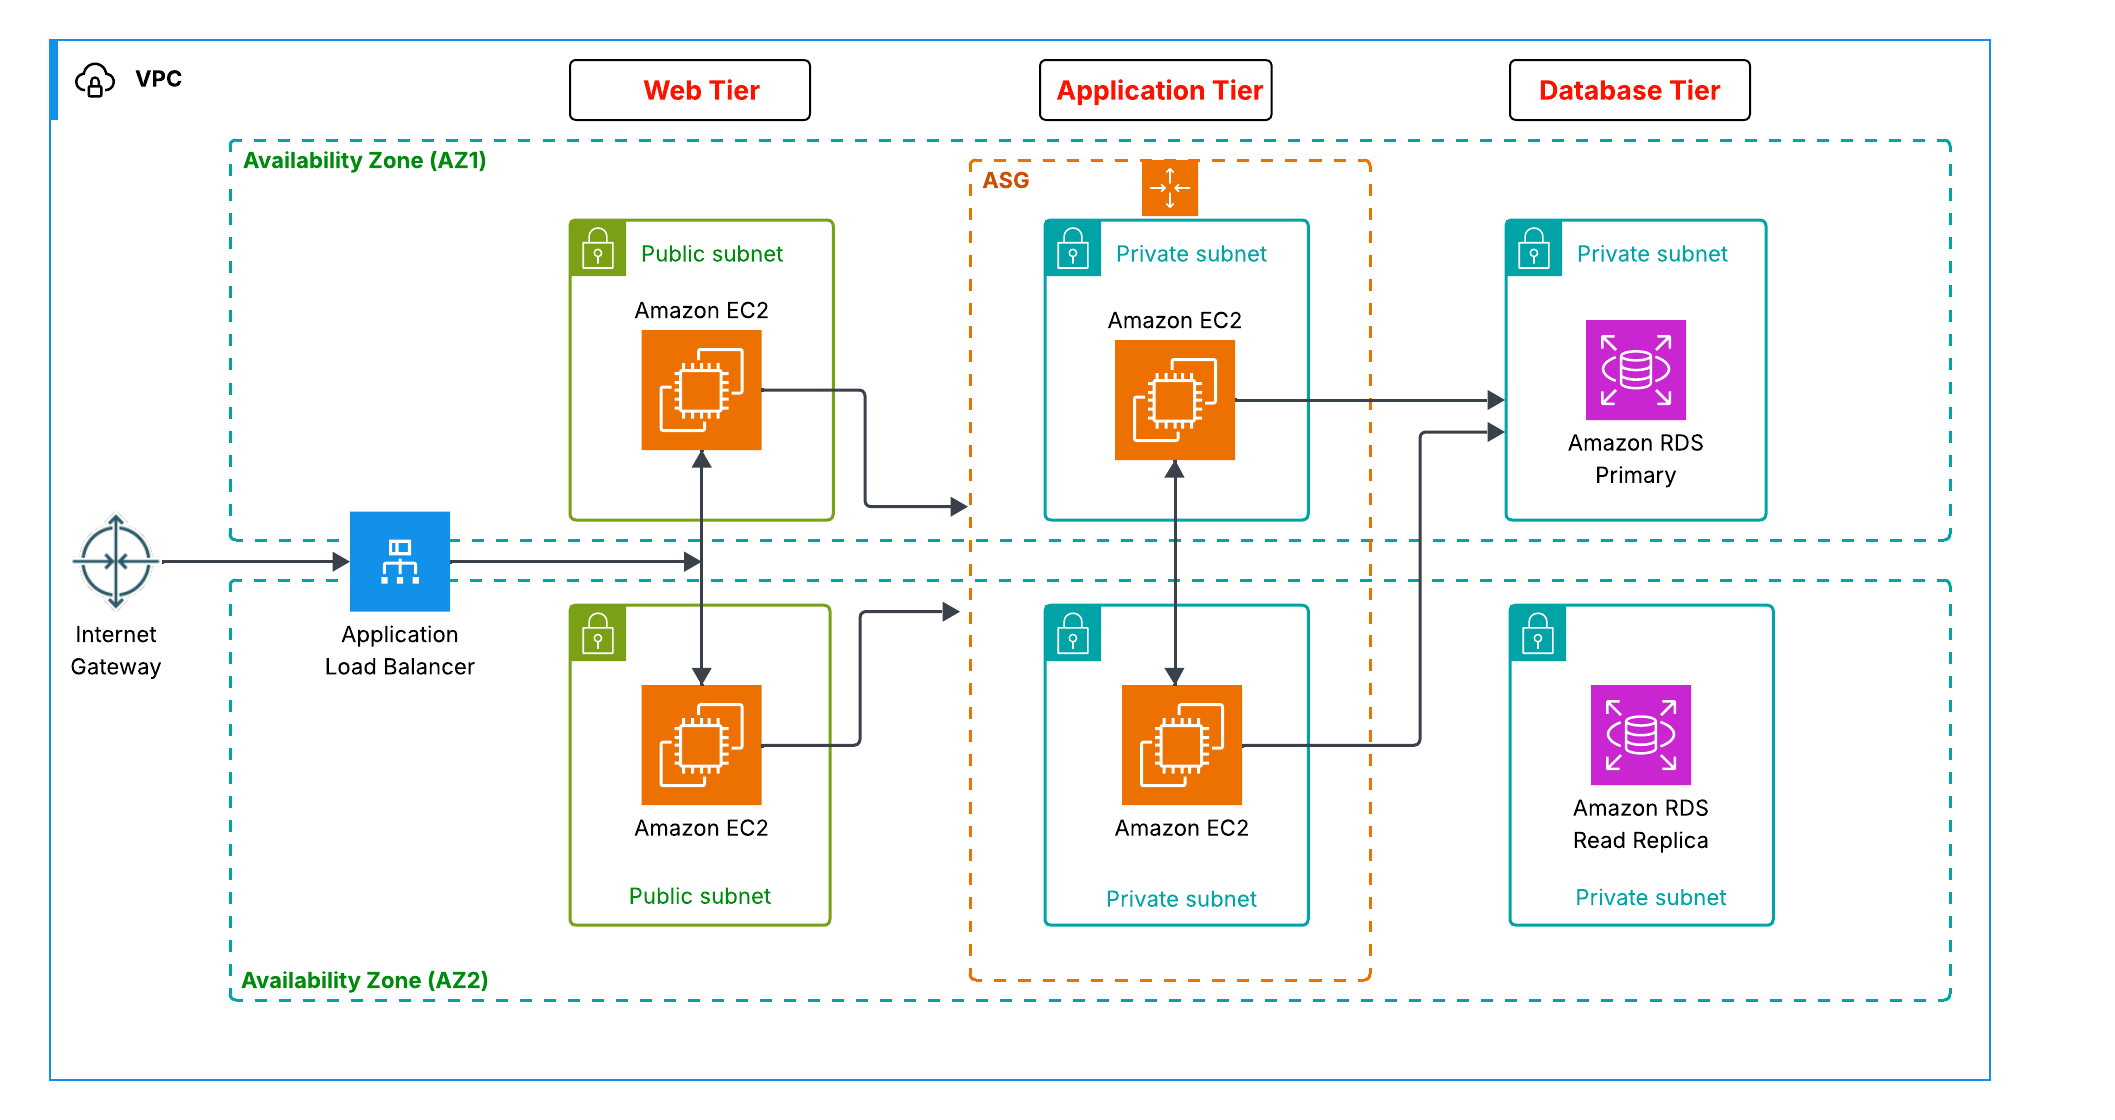 VPC
Web Tier
Application Tier
Database Tier
Availability Zone (AZ1)
ASG
Public subnet
Private subnet
Private subnet
Amazon EC2
Amazon EC2
Amazon RDS
Primary
Internet
Gateway
Application
Load Balancer
Amazon EC2
Amazon EC2
Amazon RDS
Read Replica
Public subnet
Private subnet
Private subnet
Availability Zone (AZ2)